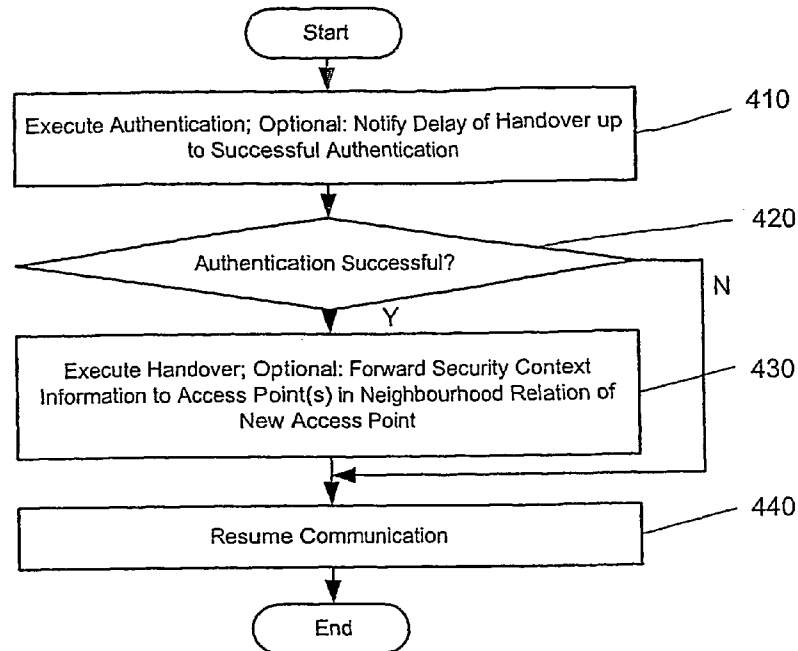 Start
410
Execute Authentication; Optional: Notify Delay of Handover up
to Successful Authentication
420
Authentication Successful?
N
Y
430
Execute Handover; Optional: Forward Security Context
Information to Access Point(s) in Neighbourhood Relation of
New Access Point
440
Resume Communication
End